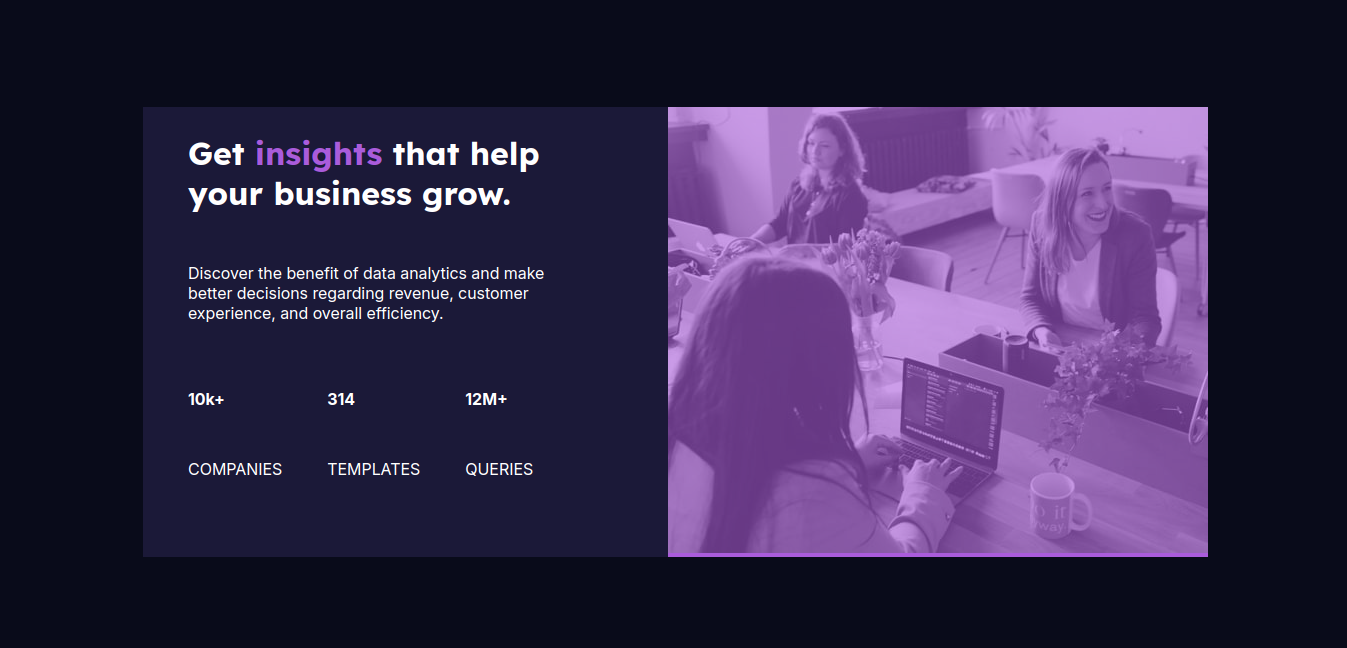 Get insights that help
your business grow.
Discover the benefit of data analytics and make
better decisions regarding revenue, customer
experience, and overall efficiency.
10k+ 314 12M+
COMPANIES TEMPLATES QUERIES